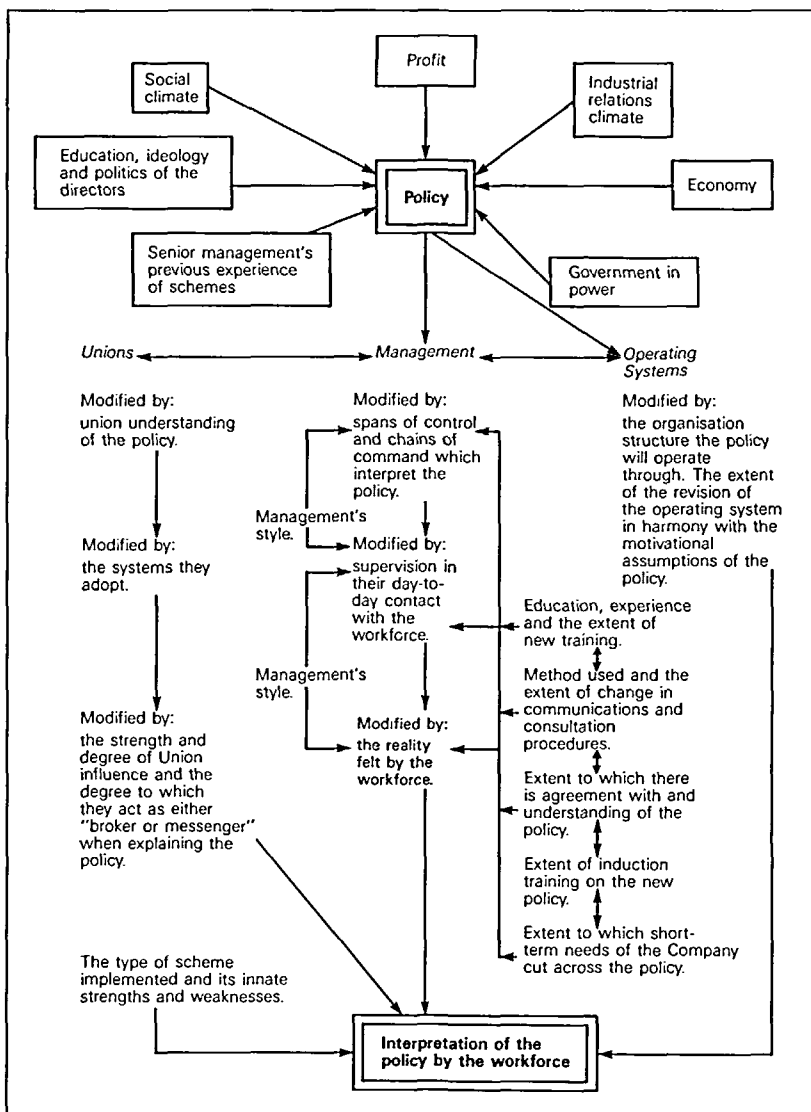 Profit
Social
climate
Industrial
relations
climate
Education, ideology
and politics of the
directors
Policy
Economy
Senior management's
previous experience
of schemes
Government in
power
Unions
Management
Operating
Systems
Modified by:
union understanding
of the policy.
Modified by:
the systems they
adopt.
Modified by:
the strength and
degree of Union
influence and the
degree to which
they act as either
"broker or messenger"
when explaining the
policy.
The type of scheme
implemented and its innate
strengths and weaknesses.
Modified by:
spans of control
and chains of
command which
interpret the
policy.
Management's
style.
Modified by:
supervision in
their day-to-
day contact
with the
workforce.
Management's
style.
Modified by:
the reality
felt by the
workforce.
Modified by:
the organisation
structure the policy
will operate
through. The extent
of the revision of
the operating system
in harmony with the
motivational
assumptions of the
policy.
Education, experience
and the extent of
new training.
Method used and the
extent of change in
communications and
consultation
procedures.
Extent to which there
is agreement with and
understanding of the
policy.
Extent of induction
training on the new
policy.
Extent to which short-
term needs of the Company
cut across the policy.
Interpretation of the
policy by the workforce